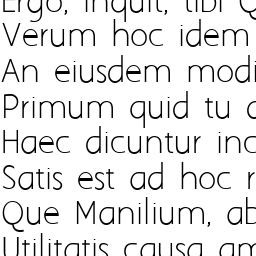 Ergo, inquit, tibi Q
Verum hoc idem
An eiusdem modi
Primum quid tu d
Haec dicuntur inc
Satis est ad hoc r
Que Manilium, ab
Utilitatis causa am